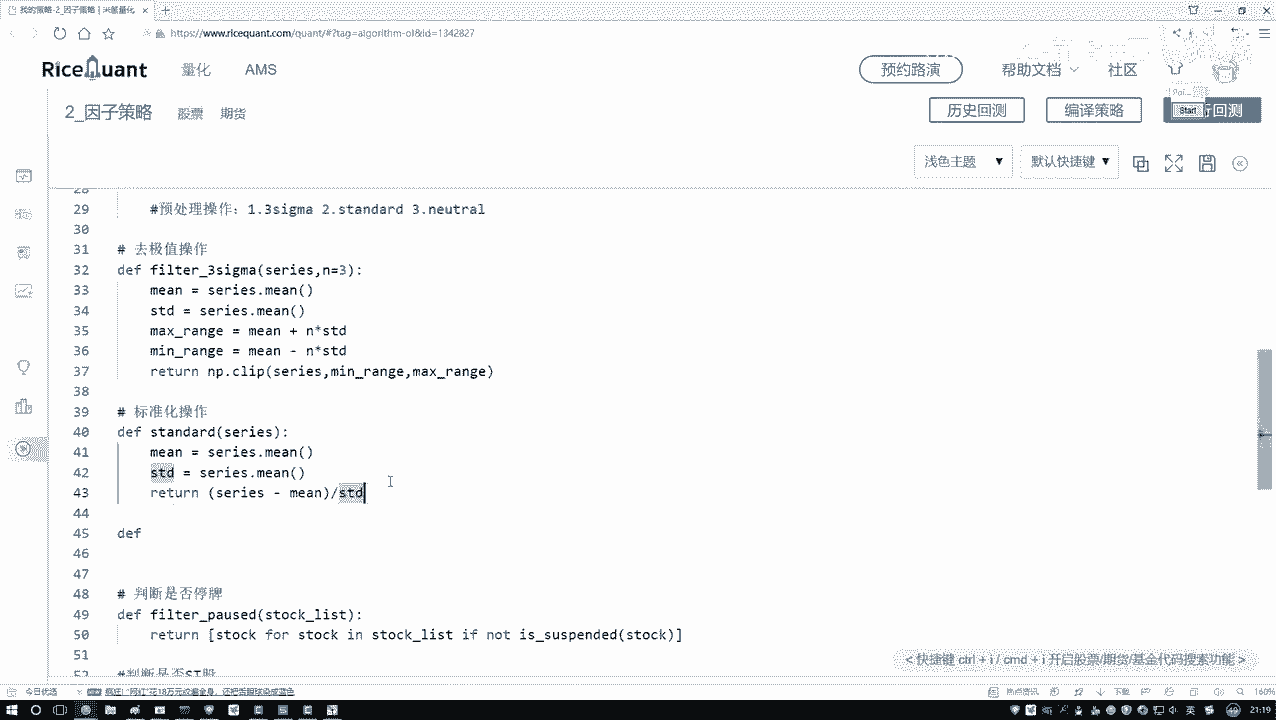 我的策略-2_因子策略 | 米筐量化
https://www.ricequant.com/quant/#?tag=algorithm-ol&id=1342827
RiceQuant 量化 AMS 预约路演 帮助文档 社区
2_因子策略 股票 期货 历史回测 编译策略 Start 回测
浅色主题 默认快捷键
28
29 #预处理操作：1.3sigma 2.standard 3.neutral
30
31 # 去极值操作
32 def filter_3sigma(series,n=3):
33 mean = series.mean()
34 std = series.mean()
35 max_range = mean + n*std
36 min_range = mean - n*std
37 return np.clip(series,min_range,max_range)
38
39 # 标准化操作
40 def standard(series):
41 mean = series.mean()
42 std = series.mean()
43 return (series - mean)/std
44
45 def
46
47
48 # 判断是否停牌
49 def filter_paused(stock_list):
50 return [stock for stock in stock_list if not is_suspended(stock)]
51
52 #判断是否ST股
<快捷键 ctrl + i / cmd + i 开启股票/期货/基金代码搜索功能>
今日优选 热点资讯 下载 160%
英 21:19